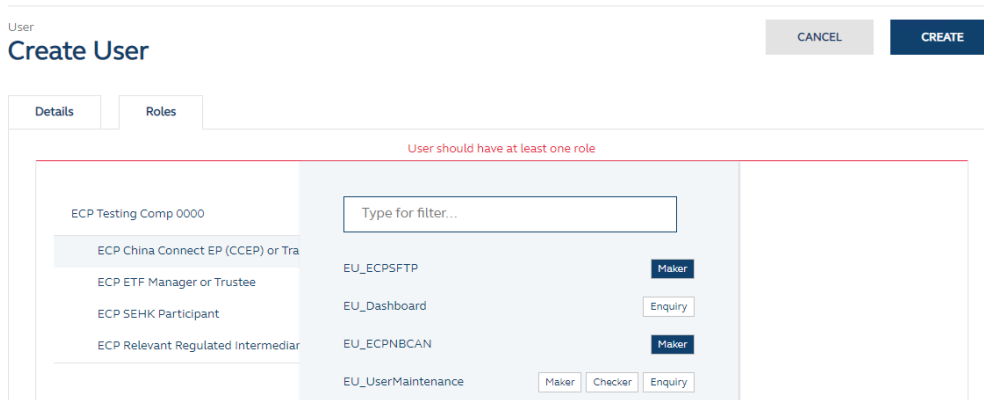 User
Create User
CANCEL
CREATE
Details
Roles
User should have at least one role
ECP Testing Comp 0000
ECP China Connect EP (CCEP) or Tra
ECP ETF Manager or Trustee
ECP SEHK Participant
ECP Relevant Regulated Intermediar
Type for filter...
EU_ECPSFTP Maker
EU_Dashboard Enquiry
EU_ECPNBCAN Maker
EU_UserMaintenance Maker Checker Enquiry